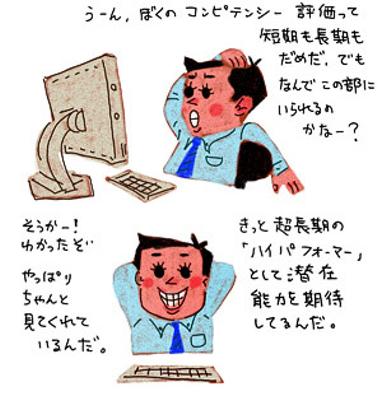 うーん,ぼくの コンピテンシー 評価って
短期も長期も
だめだ,でも
なんで この部に
いられるの
かなー?
そうかー!
わかったぞ
やっぱり
ちゃんと
見てくれて
いるんだ。
きっと 超長期の
「ハイパフォーマー」
として潜在
能力を期待
してるんだ。